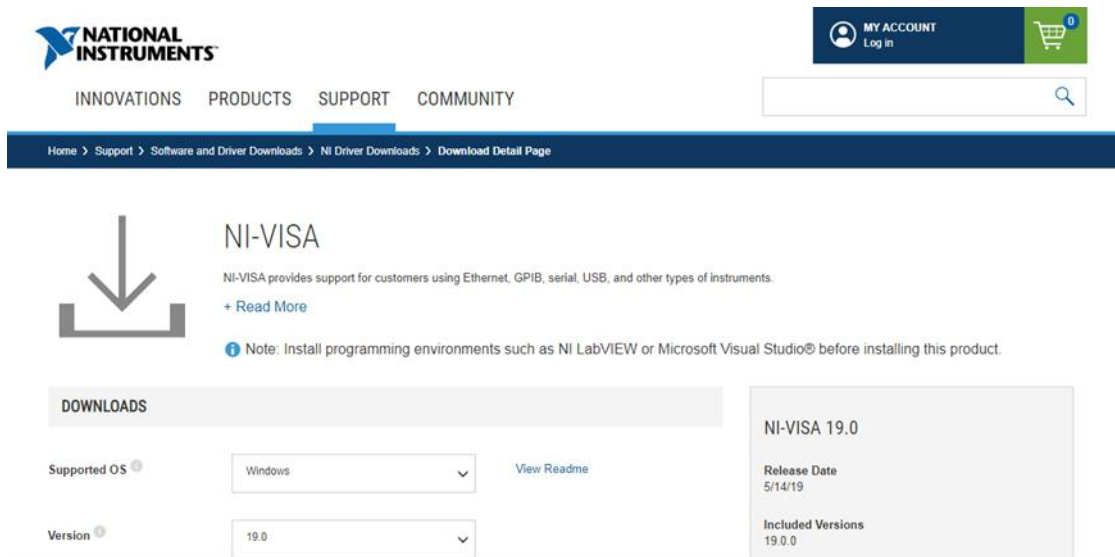 NATIONAL
INSTRUMENTS™
MY ACCOUNT
Log in
0
INNOVATIONS PRODUCTS SUPPORT COMMUNITY
Home > Support > Software and Driver Downloads > NI Driver Downloads > Download Detail Page
NI-VISA
NI-VISA provides support for customers using Ethernet, GPIB, serial, USB, and other types of instruments.
+ Read More
Note: Install programming environments such as NI LabVIEW or Microsoft Visual Studio® before installing this product.
DOWNLOADS
Supported OS
Windows
View Readme
Version
19.0
NI-VISA 19.0
Release Date
5/14/19
Included Versions
19.0.0